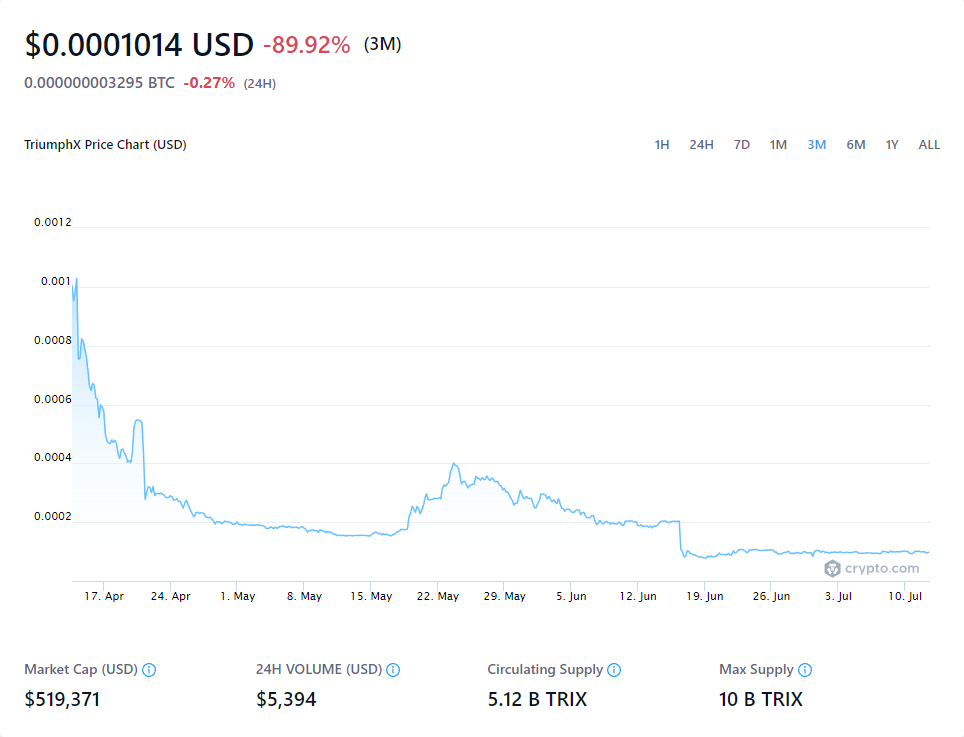 $0.0001014 USD -89.92% (3M)
0.000000003295 BTC -0.27% (24H)
TriumphX Price Chart (USD) 1H 24H 7D 1M 3M 6M 1Y ALL
0.0012
0.001
0.0008
0.0006
0.0004
0.0002
crypto.com
17. Apr 24. Apr 1. May 8. May 15. May 22. May 29. May 5. Jun 12. Jun 19. Jun 26. Jun 3. Jul 10. Jul
Market Cap (USD) 24H VOLUME (USD) Circulating Supply Max Supply
$519,371 $5,394 5.12 B TRIX 10 B TRIX